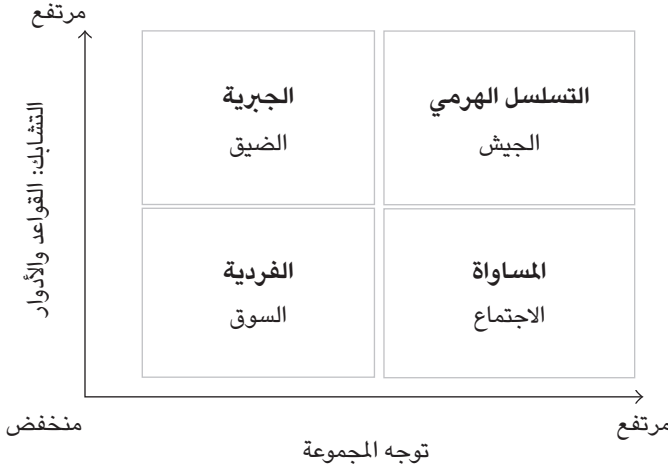 مرتفع
التسلسل الهرمي
الجيش
الجبرية
الضيق
التشابك: القواعد والأدوار
المساواة
الاجتماع
الفردية
السوق
مرتفع
منخفض
توجه المجموعة